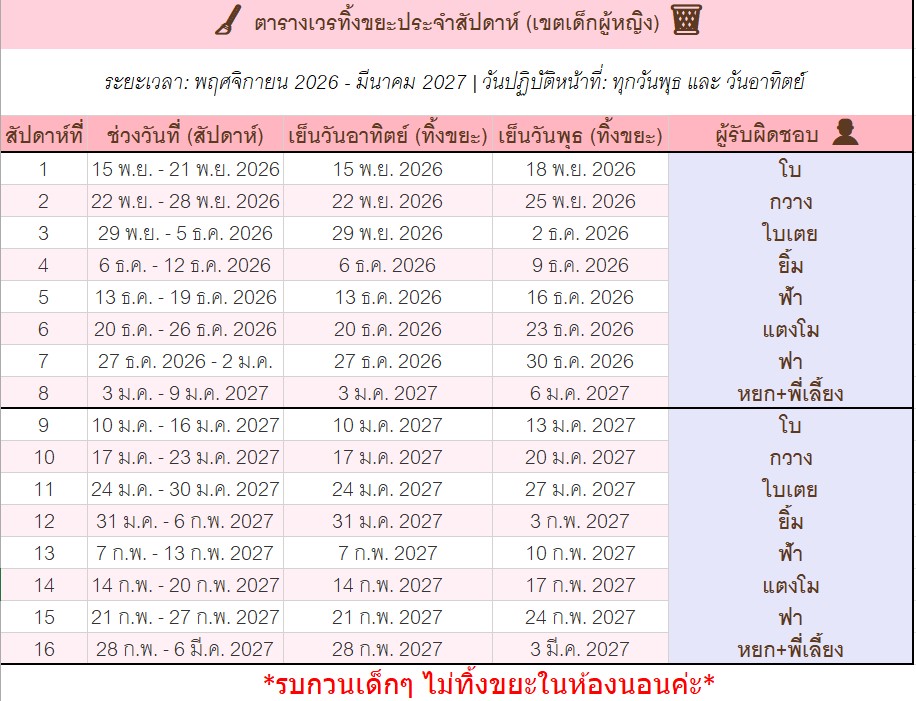 ตารางเวรทิ้งขยะประจำสัปดาห์ (เขตเด็กผู้หญิง)
ระยะเวลา: พฤศจิกายน 2026 - มีนาคม 2027 | วันปฏิบัติหน้าที่: ทุกวันพุธ และ วันอาทิตย์
สัปดาห์ที่ ช่วงวันที่ (สัปดาห์) เย็นวันอาทิตย์ (ทิ้งขยะ) เย็นวันพุธ (ทิ้งขยะ) ผู้รับผิดชอบ
1 15 พ.ย. - 21 พ.ย. 2026 15 พ.ย. 2026 18 พ.ย. 2026 โบ
2 22 พ.ย. - 28 พ.ย. 2026 22 พ.ย. 2026 25 พ.ย. 2026 กวาง
3 29 พ.ย. - 5 ธ.ค. 2026 29 พ.ย. 2026 2 ธ.ค. 2026 ใบเตย
4 6 ธ.ค. - 12 ธ.ค. 2026 6 ธ.ค. 2026 9 ธ.ค. 2026 ยิ้ม
5 13 ธ.ค. - 19 ธ.ค. 2026 13 ธ.ค. 2026 16 ธ.ค. 2026 ฟ้า
6 20 ธ.ค. - 26 ธ.ค. 2026 20 ธ.ค. 2026 23 ธ.ค. 2026 แตงโม
7 27 ธ.ค. 2026 - 2 ม.ค. 27 ธ.ค. 2026 30 ธ.ค. 2026 ฟา
8 3 ม.ค. - 9 ม.ค. 2027 3 ม.ค. 2027 6 ม.ค. 2027 หยก+พี่เลี้ยง
9 10 ม.ค. - 16 ม.ค. 2027 10 ม.ค. 2027 13 ม.ค. 2027 โบ
10 17 ม.ค. - 23 ม.ค. 2027 17 ม.ค. 2027 20 ม.ค. 2027 กวาง
11 24 ม.ค. - 30 ม.ค. 2027 24 ม.ค. 2027 27 ม.ค. 2027 ใบเตย
12 31 ม.ค. - 6 ก.พ. 2027 31 ม.ค. 2027 3 ก.พ. 2027 ยิ้ม
13 7 ก.พ. - 13 ก.พ. 2027 7 ก.พ. 2027 10 ก.พ. 2027 ฟ้า
14 14 ก.พ. - 20 ก.พ. 2027 14 ก.พ. 2027 17 ก.พ. 2027 แตงโม
15 21 ก.พ. - 27 ก.พ. 2027 21 ก.พ. 2027 24 ก.พ. 2027 ฟา
16 28 ก.พ. - 6 มี.ค. 2027 28 ก.พ. 2027 3 มี.ค. 2027 หยก+พี่เลี้ยง
*รบกวนเด็กๆ ไม่ทิ้งขยะในห้องนอนค่ะ*